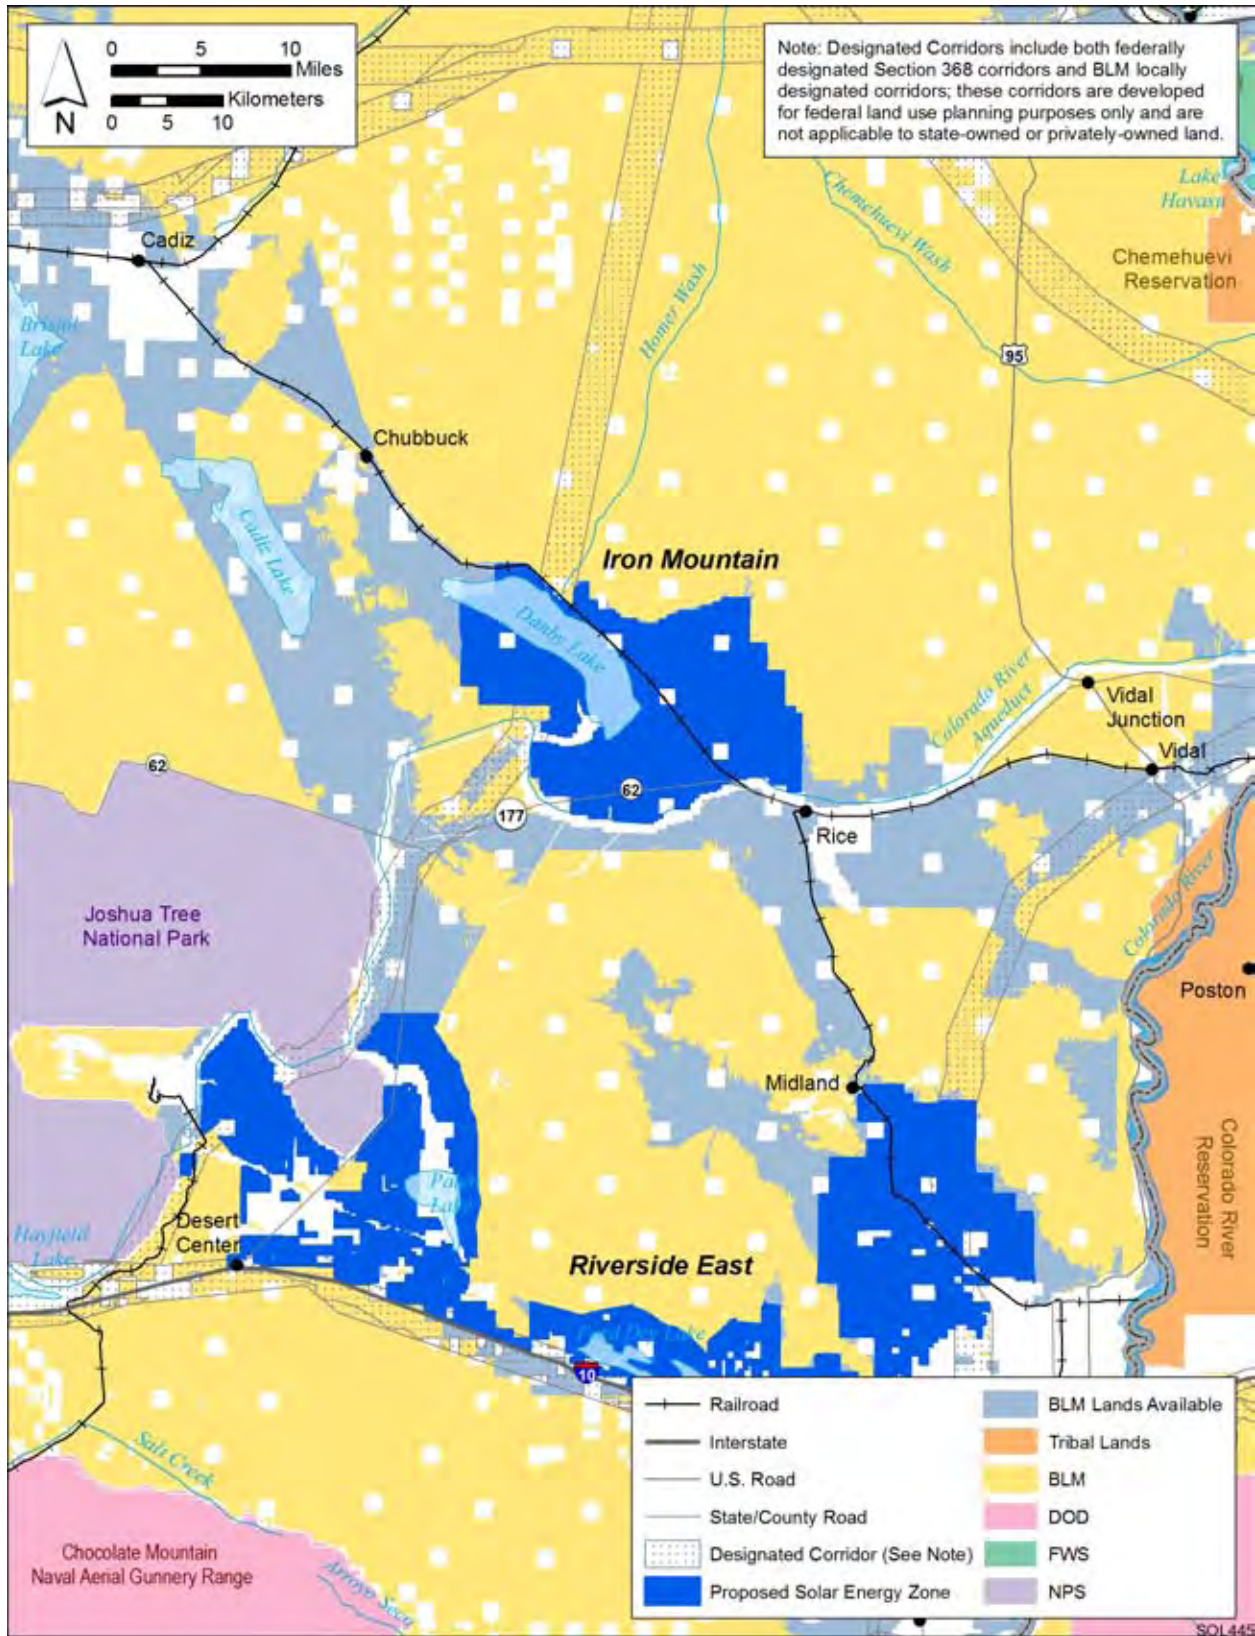 0 5 10
Miles
Kilometers
0 5 10
N
Note: Designated Corridors include both federally
designated Section 368 corridors and BLM locally
designated corridors; these corridors are developed
for federal land use planning purposes only and are
not applicable to state-owned or privately-owned land.
Lake
Havasu
Chemehuevi Wash
Cadiz
Chemehuevi
Reservation
Homer Wash
Bristol
Lake
95
Chubbuck
Cadiz Lake
Iron Mountain
Danby Lake
Colorado River
Aqueduct
Vidal
Junction
Vidal
62
62
177
Rice
Joshua Tree
National Park
Colorado River
Poston
Midland
Colorado River
Reservation
Palen
Lake
Desert
Center
Hayfield
Lake
Riverside East
Ford Dry Lake
10
Salt Creek
Chocolate Mountain
Naval Aerial Gunnery Range
Arroyo Seco
Railroad
Interstate
U.S. Road
State/County Road
Designated Corridor (See Note)
Proposed Solar Energy Zone
BLM Lands Available
Tribal Lands
BLM
DOD
FWS
NPS
SOL445